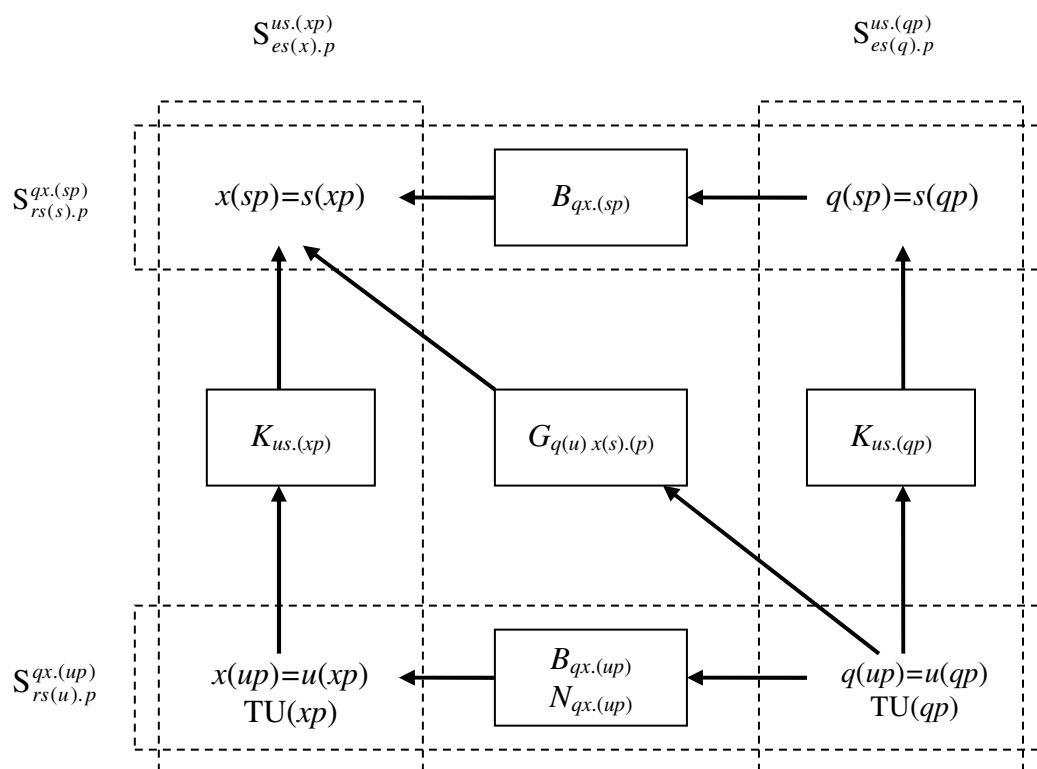 S^{us.(xp)}_{es(x).p} S^{us.(qp)}_{es(q).p}
S^{qx.(sp)}_{rs(s).p} x(sp)=s(xp) B_{qx.(sp)} q(sp)=s(qp)
K_{us.(xp)} G_{q(u) x(s).(p)} K_{us.(qp)}
S^{qx.(up)}_{rs(u).p} x(up)=u(xp) B_{qx.(up)} q(up)=u(qp)
TU(xp) N_{qx.(up)} TU(qp)